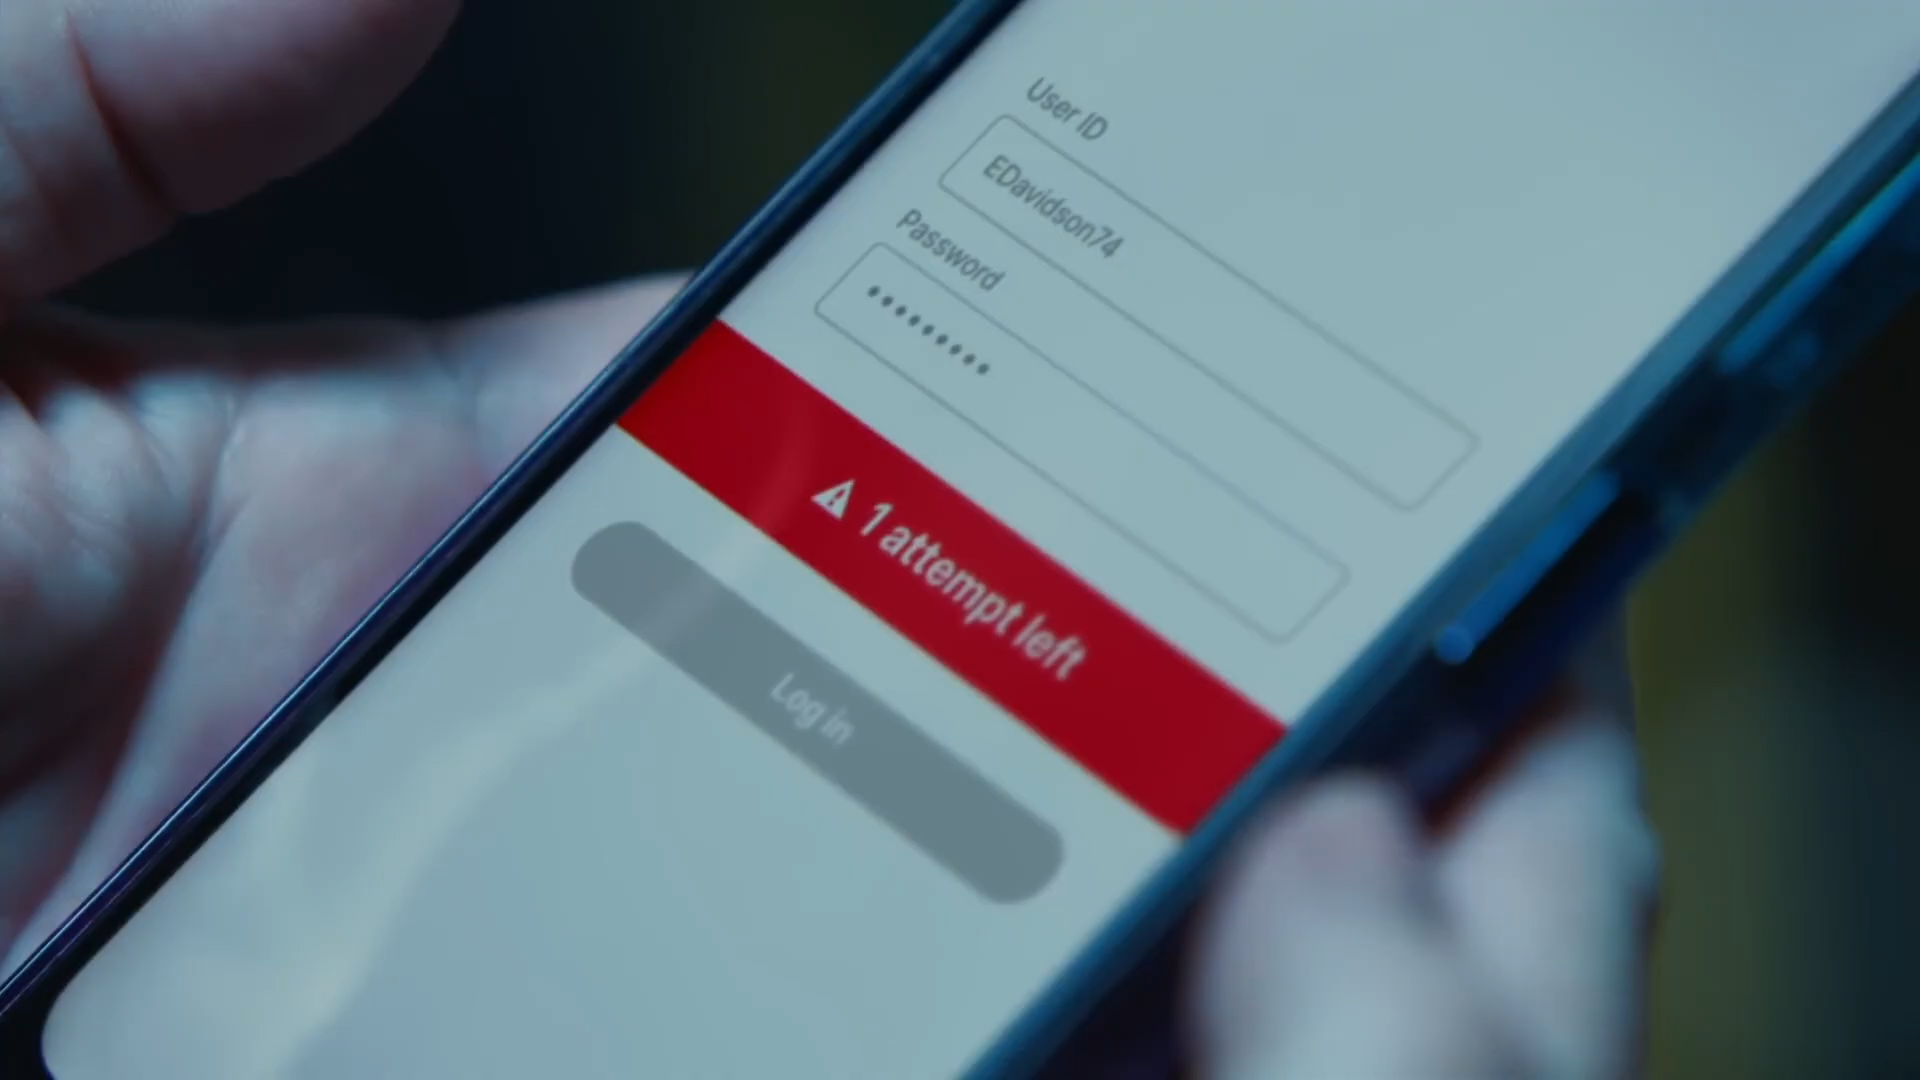 User ID
EDavidson74
Password
•••••••••
1 attempt left
Log in